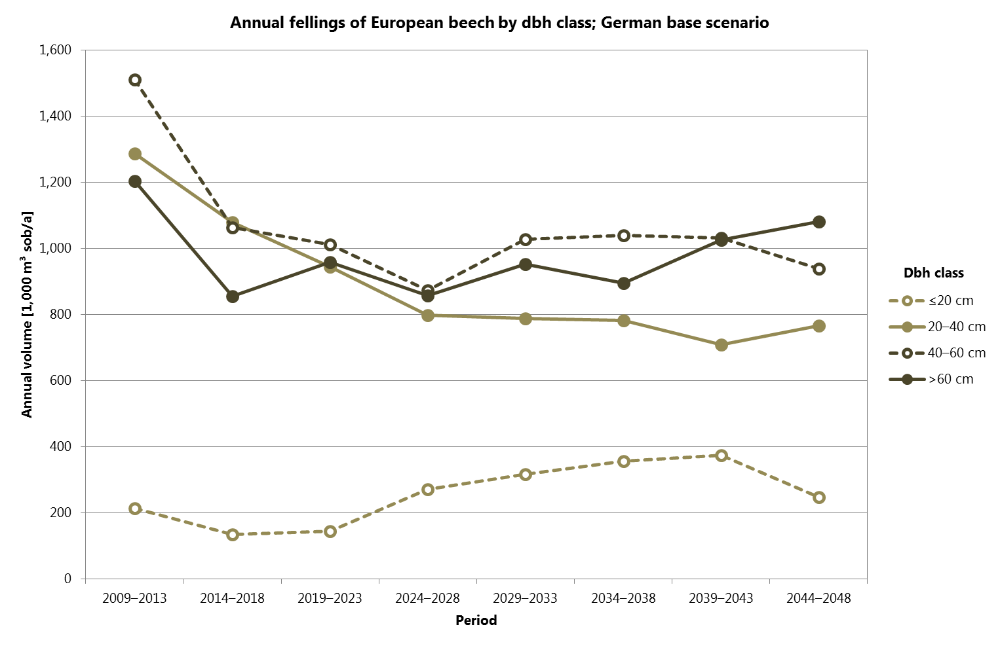 Annual fellings of European beech by dbh class; German base scenario
Annual volume [1,000 m³ sob/a]
1,600
1,400
1,200
1,000
800
600
400
200
0
2009–2013 2014–2018 2019–2023 2024–2028 2029–2033 2034–2038 2039–2043 2044–2048
Period
Dbh class
≤20 cm
20–40 cm
40–60 cm
>60 cm